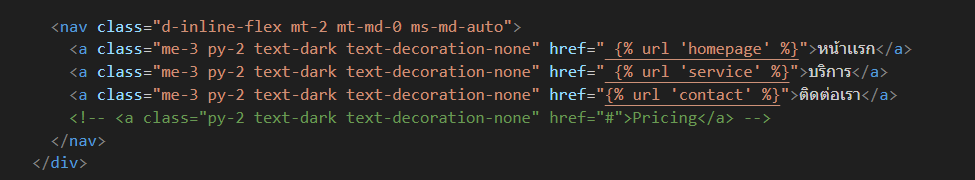 <nav class="d-inline-flex mt-2 mt-md-0 ms-md-auto">
<a class="me-3 py-2 text-dark text-decoration-none" href=" {% url 'homepage' %}">หน้าแรก</a>
<a class="me-3 py-2 text-dark text-decoration-none" href=" {% url 'service' %}">บริการ</a>
<a class="me-3 py-2 text-dark text-decoration-none" href="{% url 'contact' %}">ติดต่อเรา</a>
<!-- <a class="py-2 text-dark text-decoration-none" href="#">Pricing</a> -->
</nav>
</div>